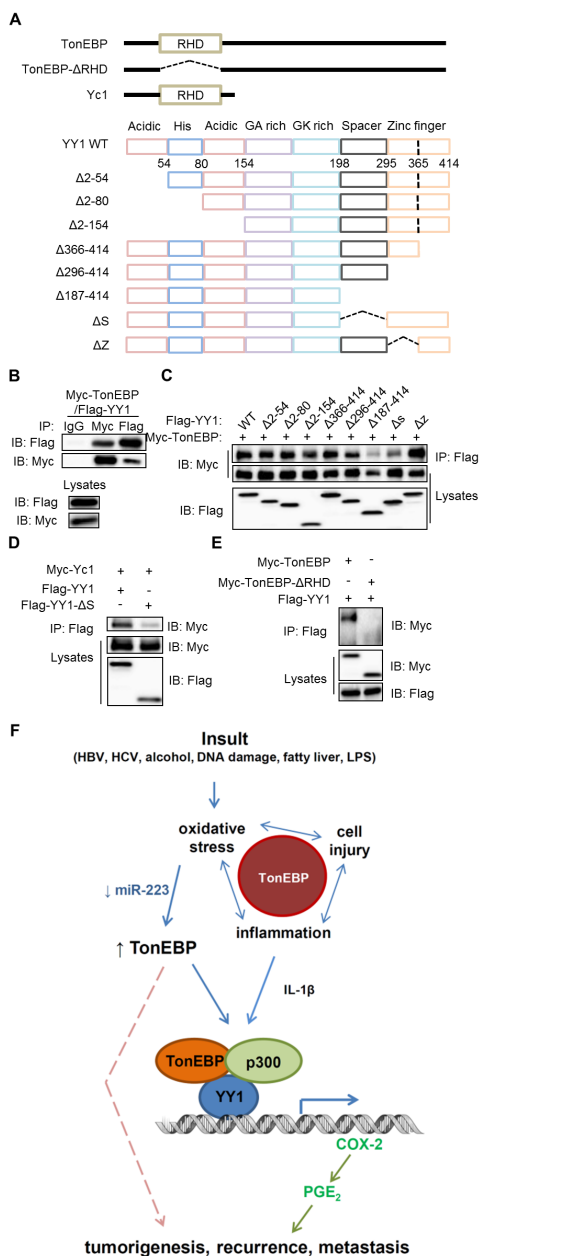 A
TonEBP RHD
TonEBP-ΔRHD
Yc1 RHD
Acidic His Acidic GA rich GK rich Spacer Zinc finger
YY1 WT
54 80 154 198 295 365 414
Δ2-54
Δ2-80
Δ2-154
Δ366-414
Δ296-414
Δ187-414
ΔS
ΔZ
B
Myc-TonEBP
/Flag-YY1
IP: IgG Myc Flag
IB: Flag
IB: Myc
Lysates
IB: Flag
IB: Myc
C
Flag-YY1: WT Δ2-54 Δ2-80 Δ2-154 Δ366-414 Δ296-414 Δ187-414 Δs Δz
Myc-TonEBP: + + + + + + + + +
IB: Myc IP: Flag
IB: Flag Lysates
D
Myc-Yc1 + +
Flag-YY1 + -
Flag-YY1-ΔS - +
IP: Flag IB: Myc
Lysates IB: Myc
IB: Flag
E
Myc-TonEBP + -
Myc-TonEBP-ΔRHD - +
Flag-YY1 + +
IP: Flag IB: Myc
Lysates IB: Myc
IB: Flag
F
Insult
(HBV, HCV, alcohol, DNA damage, fatty liver, LPS)
oxidative
stress
cell
injury
TonEBP
↓ miR-223
inflammation
↑ TonEBP
IL-1β
TonEBP p300
YY1
COX-2
PGE₂
tumorigenesis, recurrence, metastasis